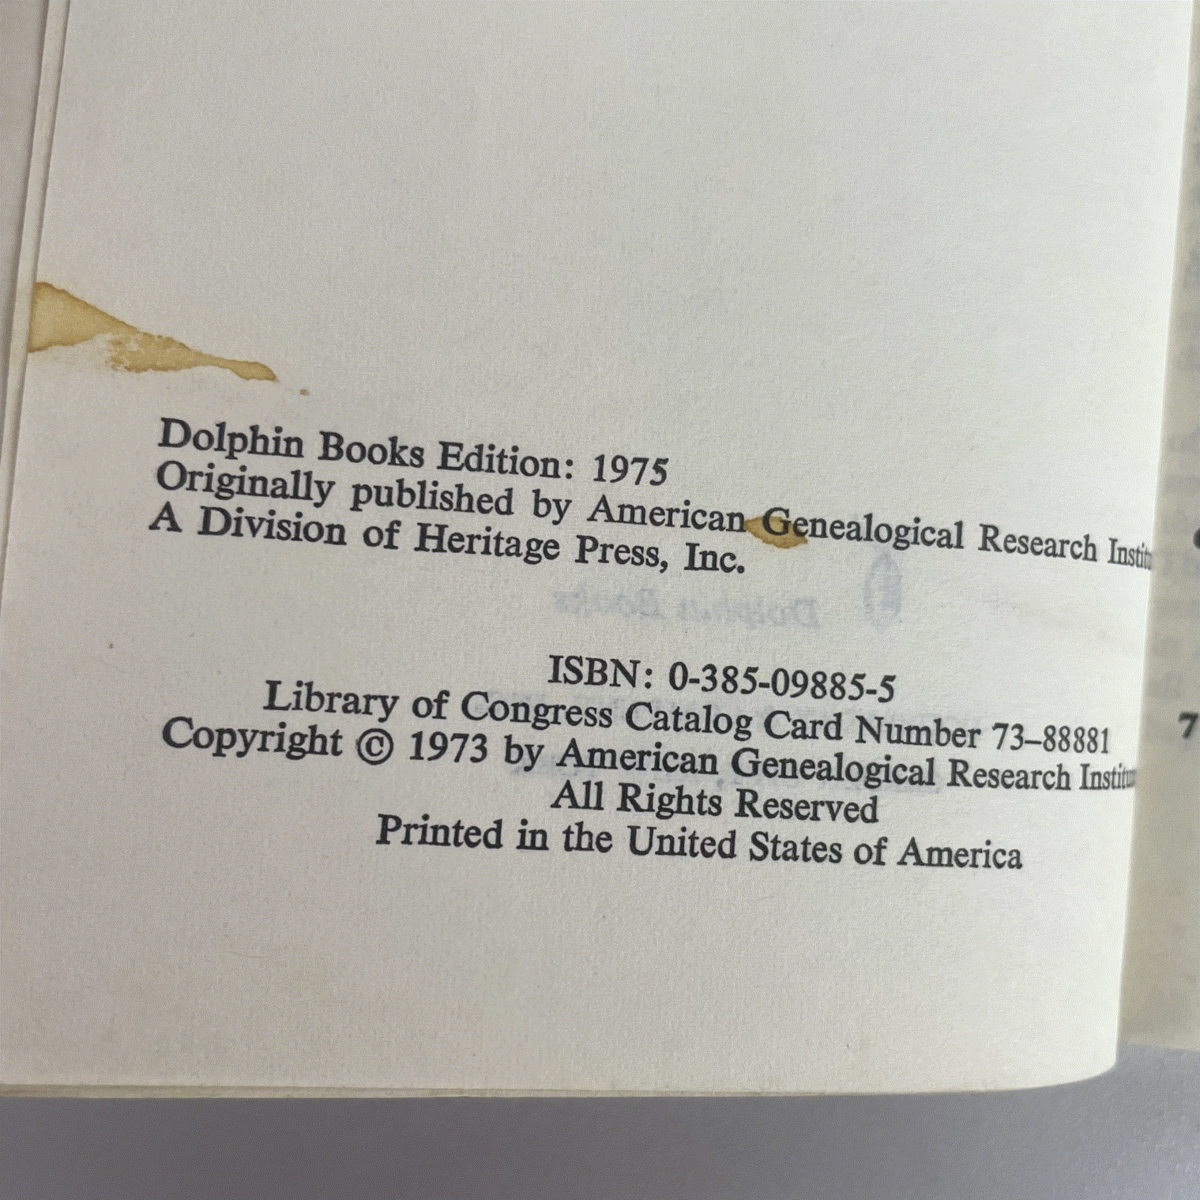 Dolphin Books Edition: 1975
Originally published by American Genealogical Research
A Division of Heritage Press, Inc.
ISBN: 0-385-09885-5
Library of Congress Catalog Card Number 73–88881
Copyright © 1973 by American Genealogical Research
All Rights Reserved
Printed in the United States of America
7